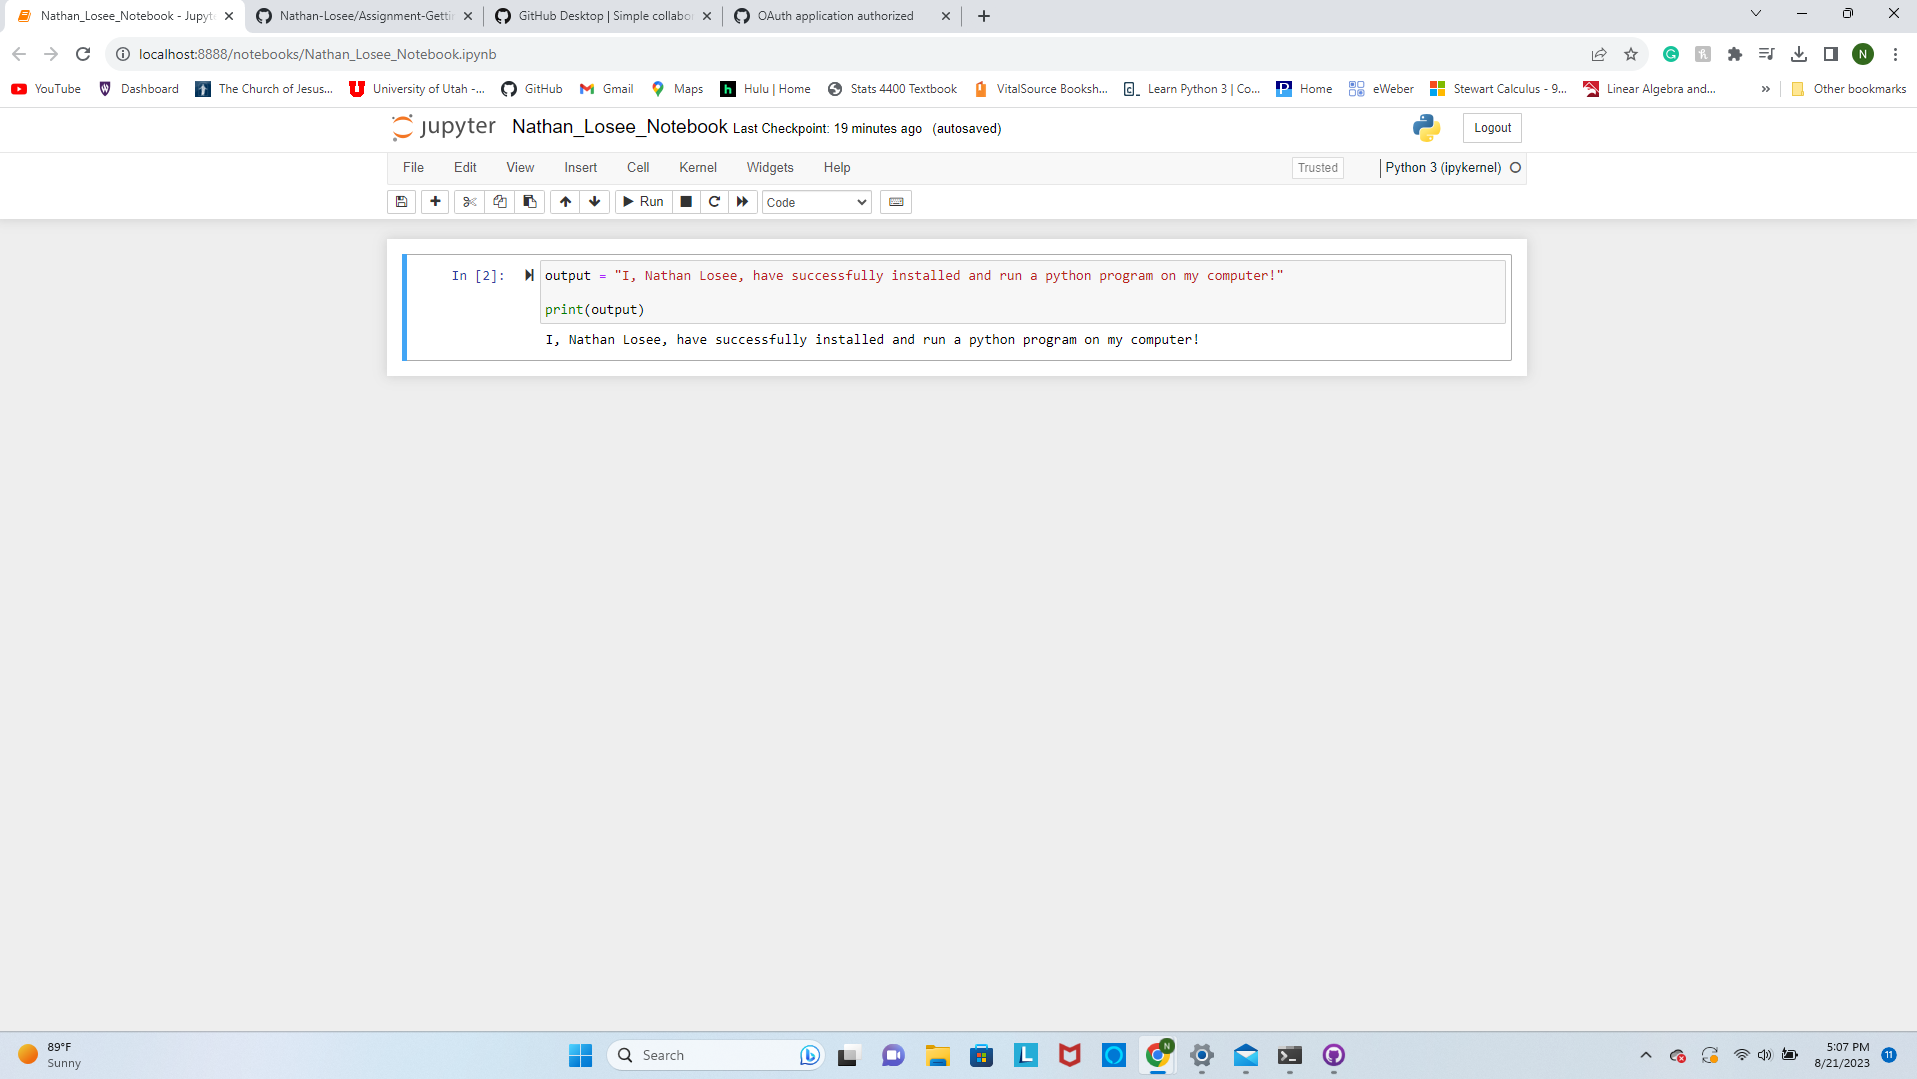 Nathan_Losee_Notebook - Jupyt
Nathan-Losee/Assignment-Getti
GitHub Desktop | Simple collabor
OAuth application authorized
localhost:8888/notebooks/Nathan_Losee_Notebook.ipynb
N
YouTube
Dashboard
The Church of Jesus...
University of Utah -...
GitHub
Gmail
Maps
Hulu | Home
Stats 4400 Textbook
VitalSource Booksh...
Learn Python 3 | Co...
Home
eWeber
Stewart Calculus - 9...
Linear Algebra and...
»
Other bookmarks
jupyter Nathan_Losee_Notebook Last Checkpoint: 19 minutes ago (autosaved)
Logout
File Edit View Insert Cell Kernel Widgets Help
Trusted
Python 3 (ipykernel)
Run
Code
In [2]:
output = "I, Nathan Losee, have successfully installed and run a python program on my computer!"
print(output)
I, Nathan Losee, have successfully installed and run a python program on my computer!
89°F
Sunny
Search
N
5:07 PM
8/21/2023
11